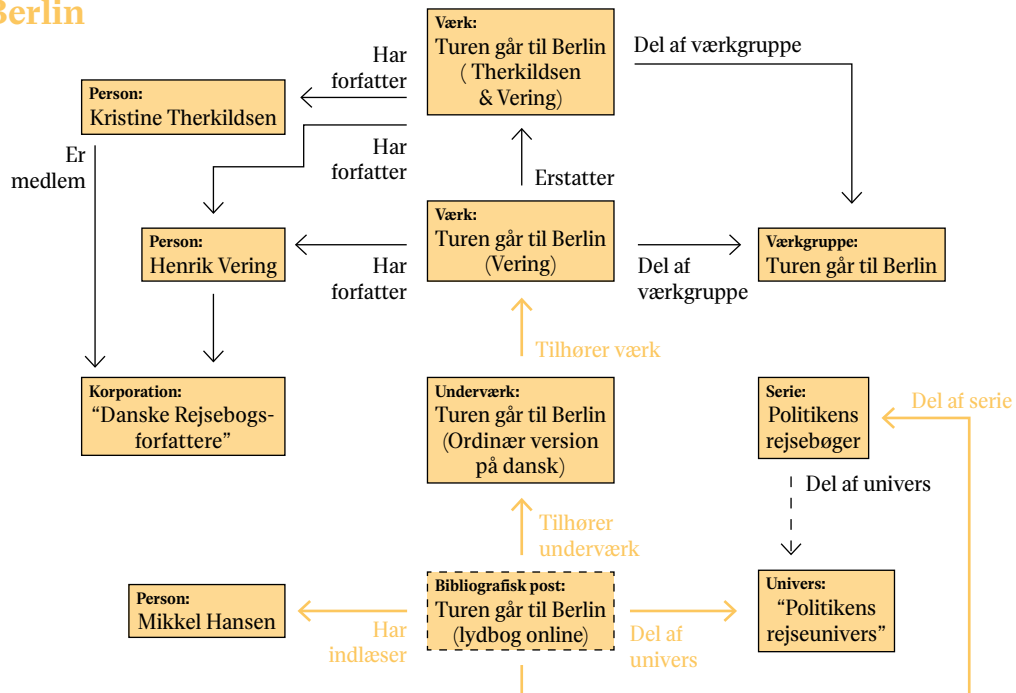 Berlin
Værk:
Turen går til Berlin
( Therkildsen
& Vering)
Har
forfatter
Del af værkgruppe
Person:
Kristine Therkildsen
Er
medlem
Har
forfatter
Erstatter
Person:
Henrik Vering
Værk:
Turen går til Berlin
(Vering)
Værkgruppe:
Turen går til Berlin
Har
forfatter
Del af
værkgruppe
Tilhører værk
Korporation:
“Danske Rejsebogs-
forfattere”
Underværk:
Turen går til Berlin
(Ordinær version
på dansk)
Serie:
Politikens
rejsebøger
Del af serie
Del af univers
Tilhører
underværk
Person:
Mikkel Hansen
Bibliografisk post:
Turen går til Berlin
(lydbog online)
Univers:
“Politikens
rejseunivers”
Har
indlæser
Del af
univers